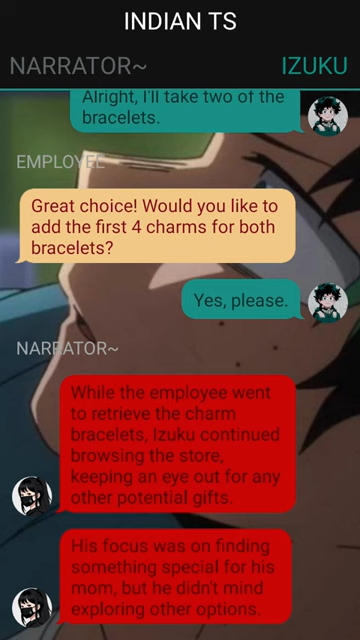 INDIAN TS
NARRATOR~ IZUKU
Alright, I'll take two of the
bracelets.
EMPLOYEE
Great choice! Would you like to
add the first 4 charms for both
bracelets?
Yes, please.
NARRATOR~
While the employee went
to retrieve the charm
bracelets, Izuku continued
browsing the store,
keeping an eye out for any
other potential gifts.
His focus was on finding
something special for his
mom, but he didn't mind
exploring other options.